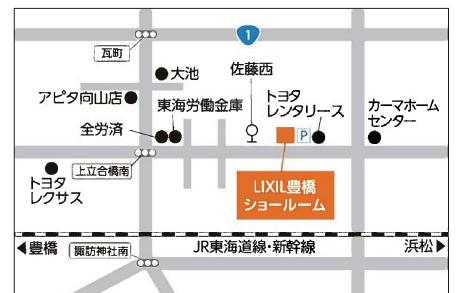 1
瓦町
大池
佐藤西
アピタ向山店
東海労働金庫
トヨタ
レンタリース
カーマホーム
センター
全労済
P
上立合橋南
トヨタ
レクサス
LIXIL豊橋
ショールーム
豊橋
諏訪神社南
JR東海道線・新幹線
浜松